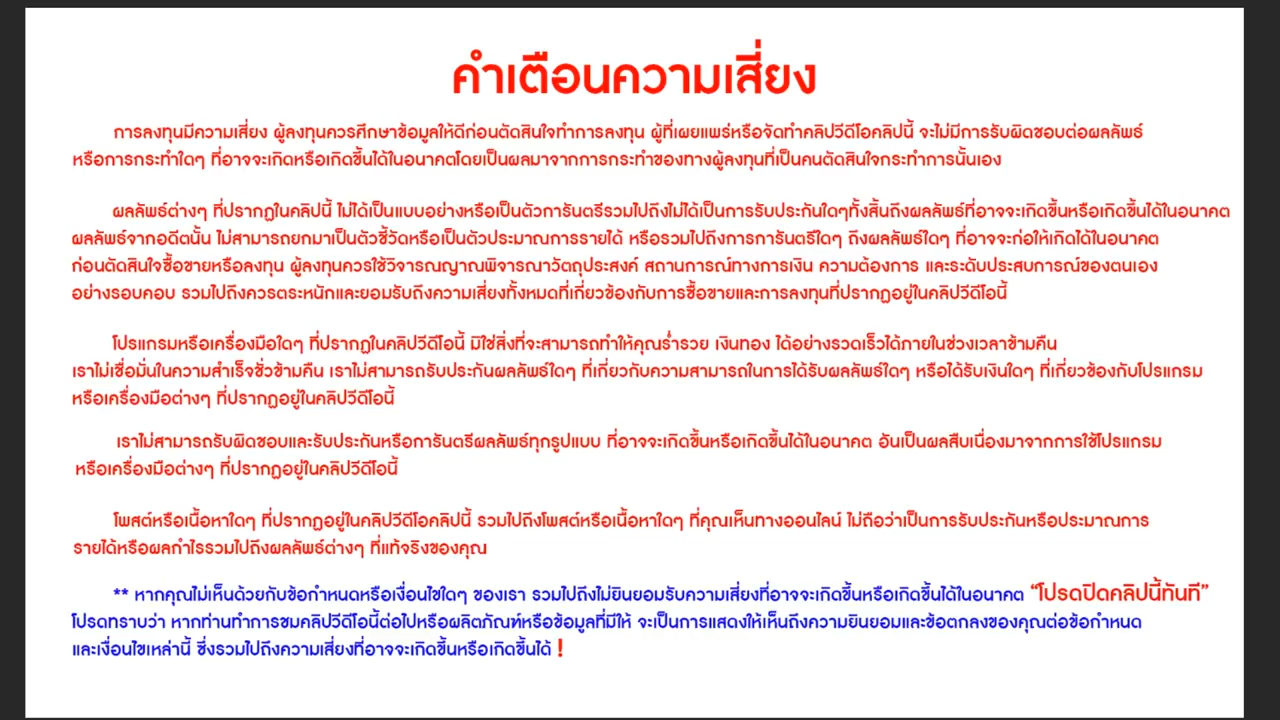 คำเตือนความเสี่ยง
การลงทุนมีความเสี่ยง ผู้ลงทุนควรศึกษาข้อมูลให้ดีก่อนตัดสินใจทำการลงทุน ผู้ที่เผยแพร่หรือจัดทำคลิปวีดีโอคลิปนี้ จะไม่มีการรับผิดชอบต่อผลลัพธ์
หรือการกระทำใดๆ ที่อาจจะเกิดหรือเกิดขึ้นได้ในอนาคตโดยเป็นผลมาจากการกระทำของทางผู้ลงทุนที่เป็นคนตัดสินใจกระทำการนั้นเอง
ผลลัพธ์ต่างๆ ที่ปรากฏในคลิปนี้ ไม่ได้เป็นแบบอย่างหรือเป็นตัวการันตรีรวมไปถึงไม่ได้เป็นการรับประกันใดๆทั้งสิ้นถึงผลลัพธ์ที่อาจจะเกิดขึ้นหรือเกิดขึ้นได้ในอนาคต
ผลลัพธ์จากอดีตนั้น ไม่สามารถยกมาเป็นตัวชี้วัดหรือเป็นตัวประมาณการรายได้ หรือรวมไปถึงการการันตรีใดๆ ถึงผลลัพธ์ใดๆ ที่อาจจะก่อให้เกิดได้ในอนาคต
ก่อนตัดสินใจซื้อขายหรือลงทุน ผู้ลงทุนควรใช้วิจารณญาณพิจารณาวัตถุประสงค์ สถานการณ์ทางการเงิน ความต้องการ และระดับประสบการณ์ของตนเอง
อย่างรอบคอบ รวมไปถึงควรตระหนักและยอมรับถึงความเสี่ยงทั้งหมดที่เกี่ยวข้องกับการซื้อขายและการลงทุนที่ปรากฏอยู่ในคลิปวีดีโอนี้
โปรแกรมหรือเครื่องมือใดๆ ที่ปรากฏในคลิปวีดีโอนี้ มิใช่สิ่งที่จะสามารถทำให้คุณร่ำรวย เงินทอง ได้อย่างรวดเร็วได้ภายในช่วงเวลาข้ามคืน
เราไม่เชื่อมั่นในความสำเร็จชั่วข้ามคืน เราไม่สามารถรับประกันผลลัพธ์ใดๆ ที่เกี่ยวกับความสามารถในการได้รับผลลัพธ์ใดๆ หรือได้รับเงินใดๆ ที่เกี่ยวข้องกับโปรแกรม
หรือเครื่องมือต่างๆ ที่ปรากฏอยู่ในคลิปวีดีโอนี้
เราไม่สามารถรับผิดชอบและรับประกันหรือการันตรีผลลัพธ์ทุกรูปแบบ ที่อาจจะเกิดขึ้นหรือเกิดขึ้นได้ในอนาคต อันเป็นผลสืบเนื่องมาจากการใช้โปรแกรม
หรือเครื่องมือต่างๆ ที่ปรากฏอยู่ในคลิปวีดีโอนี้
โพสต์หรือเนื้อหาใดๆ ที่ปรากฏอยู่ในคลิปวีดีโอคลิปนี้ รวมไปถึงโพสต์หรือเนื้อหาใดๆ ที่คุณเห็นทางออนไลน์ ไม่ถือว่าเป็นการรับประกันหรือประมาณการ
รายได้หรือผลกำไรรวมไปถึงผลลัพธ์ต่างๆ ที่แท้จริงของคุณ
** หากคุณไม่เห็นด้วยกับข้อกำหนดหรือเงื่อนไขใดๆ ของเรา รวมไปถึงไม่ยินยอมรับความเสี่ยงที่อาจจะเกิดขึ้นหรือเกิดขึ้นได้ในอนาคต “โปรดปิดคลิปนี้ทันที”
โปรดทราบว่า หากท่านทำการชมคลิปวีดีโอนี้ต่อไปหรือผลิตภัณฑ์หรือข้อมูลที่มีให้ จะเป็นการแสดงให้เห็นถึงความยินยอมและข้อตกลงของคุณต่อข้อกำหนด
และเงื่อนไขเหล่านี้ ซึ่งรวมไปถึงความเสี่ยงที่อาจจะเกิดขึ้นหรือเกิดขึ้นได้ !